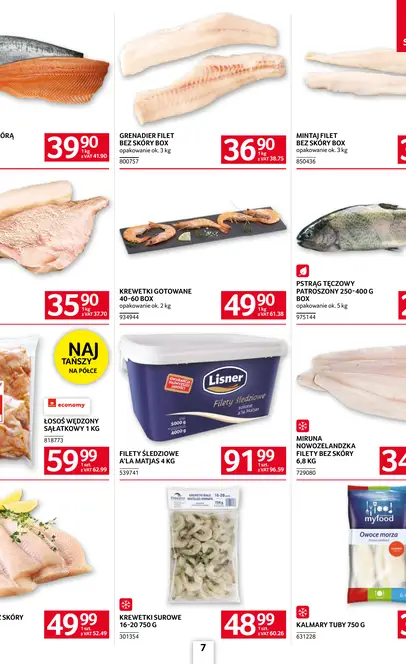 ÓRĄ
39 90
1 kg
z VAT 41.90
GRENADIER FILET
BEZ SKÓRY BOX
opakowanie ok. 3 kg
800757
36 90
1 kg
z VAT 38.75
MINTAJ FILET
BEZ SKÓRY BOX
opakowanie ok. 3 kg
850436
S
35 90
1 kg
z VAT 37.70
KREWETKI GOTOWANE
40-60 BOX
opakowanie ok. 2 kg
934944
49 90
1 kg
z VAT 61.38
PSTRĄG TĘCZOWY
PATROSZONY 250-400 G
BOX
opakowanie ok. 5 kg
975144
NAJ
TAŃSZY
NA PÓŁCE
economy
ŁOSOŚ WĘDZONY
SAŁATKOWY 1 KG
818773
59 99
1 szt.
z VAT 62.99
Lisner
Filety śledziowe
FILETY ŚLEDZIOWE
A'LA MATJAS 4 KG
539741
91 99
1 szt.
z VAT 96.59
MIRUNA
NOWOZELANDZKA
FILETY BEZ SKÓRY
6,8 KG
729080
34
Z SKÓRY
49 99
1 szt.
z VAT 52.49
KREWETKI SUROWE
16-20 750 G
301354
48 99
1 szt.
z VAT 60.26
myfood
Owoce morza
KALMARY TUBY 750 G
631228
3
7